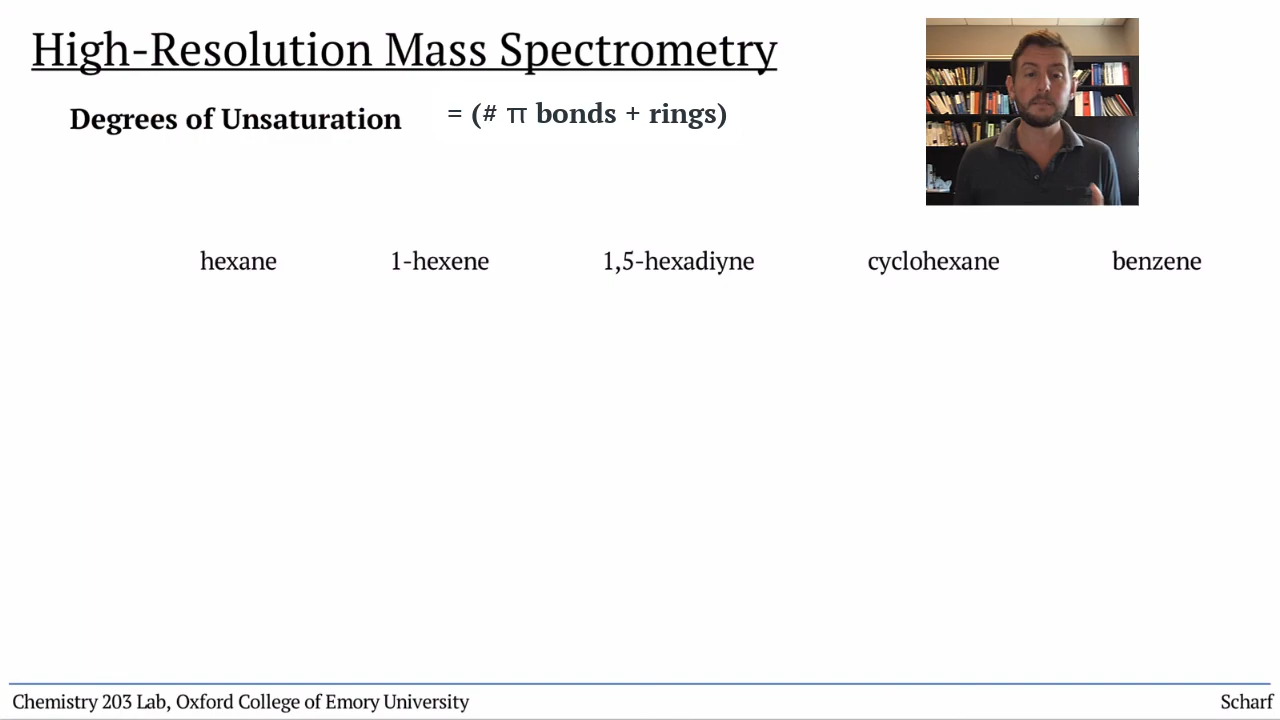 High-Resolution Mass Spectrometry
Degrees of Unsaturation = (# π bonds + rings)
hexane 1-hexene 1,5-hexadiyne cyclohexane benzene
Chemistry 203 Lab, Oxford College of Emory University Scharf